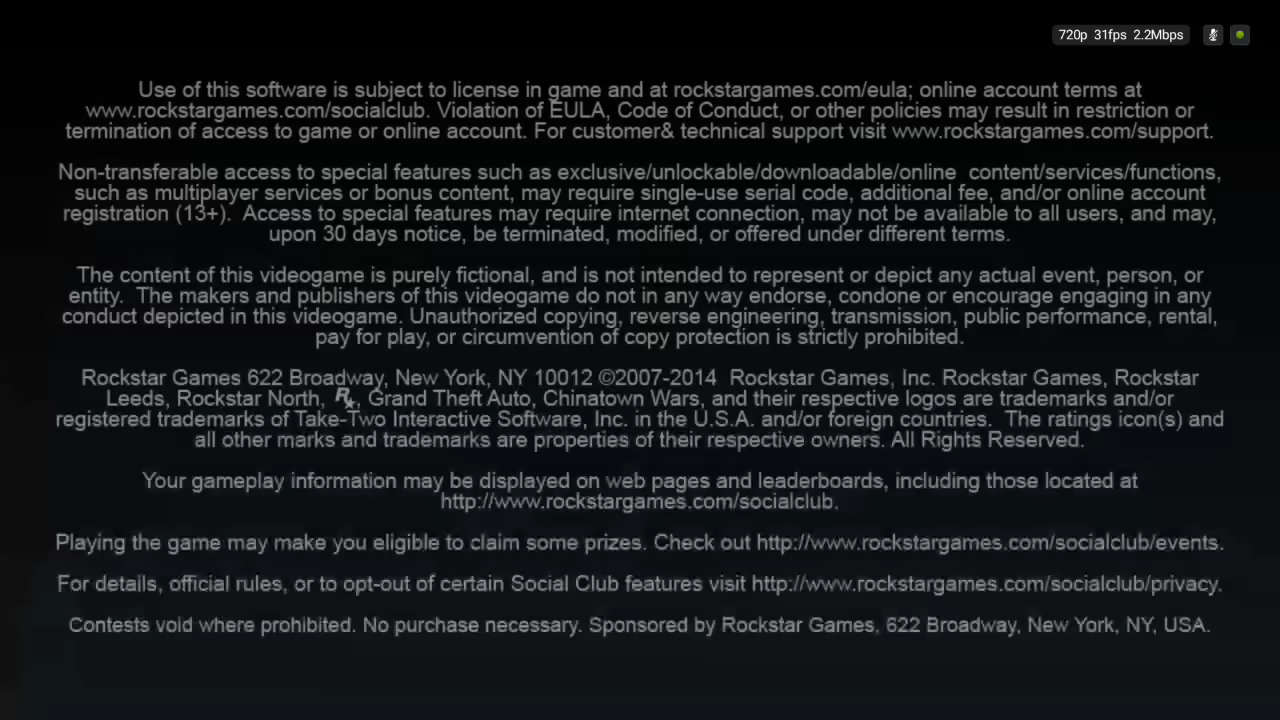 720p 31fps 2.2Mbps
Use of this software is subject to license in game and at rockstargames.com/eula; online account terms at
www.rockstargames.com/socialclub. Violation of EULA, Code of Conduct, or other policies may result in restriction or
termination of access to game or online account. For customer& technical support visit www.rockstargames.com/support.
Non-transferable access to special features such as exclusive/unlockable/downloadable/online  content/services/functions,
such as multiplayer services or bonus content, may require single-use serial code, additional fee, and/or online account
registration (13+).  Access to special features may require internet connection, may not be available to all users, and may,
upon 30 days notice, be terminated, modified, or offered under different terms.
The content of this videogame is purely fictional, and is not intended to represent or depict any actual event, person, or
entity.  The makers and publishers of this videogame do not in any way endorse, condone or encourage engaging in any
conduct depicted in this videogame. Unauthorized copying, reverse engineering, transmission, public performance, rental,
pay for play, or circumvention of copy protection is strictly prohibited.
Rockstar Games 622 Broadway, New York, NY 10012 ©2007-2014  Rockstar Games, Inc. Rockstar Games, Rockstar
Leeds, Rockstar North, R★, Grand Theft Auto, Chinatown Wars, and their respective logos are trademarks and/or
registered trademarks of Take-Two Interactive Software, Inc. in the U.S.A. and/or foreign countries.  The ratings icon(s) and
all other marks and trademarks are properties of their respective owners. All Rights Reserved.
Your gameplay information may be displayed on web pages and leaderboards, including those located at
http://www.rockstargames.com/socialclub.
Playing the game may make you eligible to claim some prizes. Check out http://www.rockstargames.com/socialclub/events.
For details, official rules, or to opt-out of certain Social Club features visit http://www.rockstargames.com/socialclub/privacy.
Contests void where prohibited. No purchase necessary. Sponsored by Rockstar Games, 622 Broadway, New York, NY, USA.